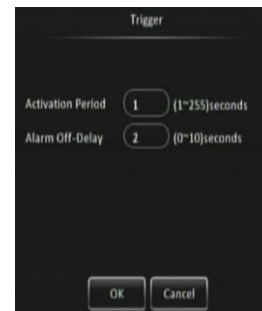 Trigger
Activation Period 1 (1~255)seconds
Alarm Off-Delay 2 (0~10)seconds
OK Cancel